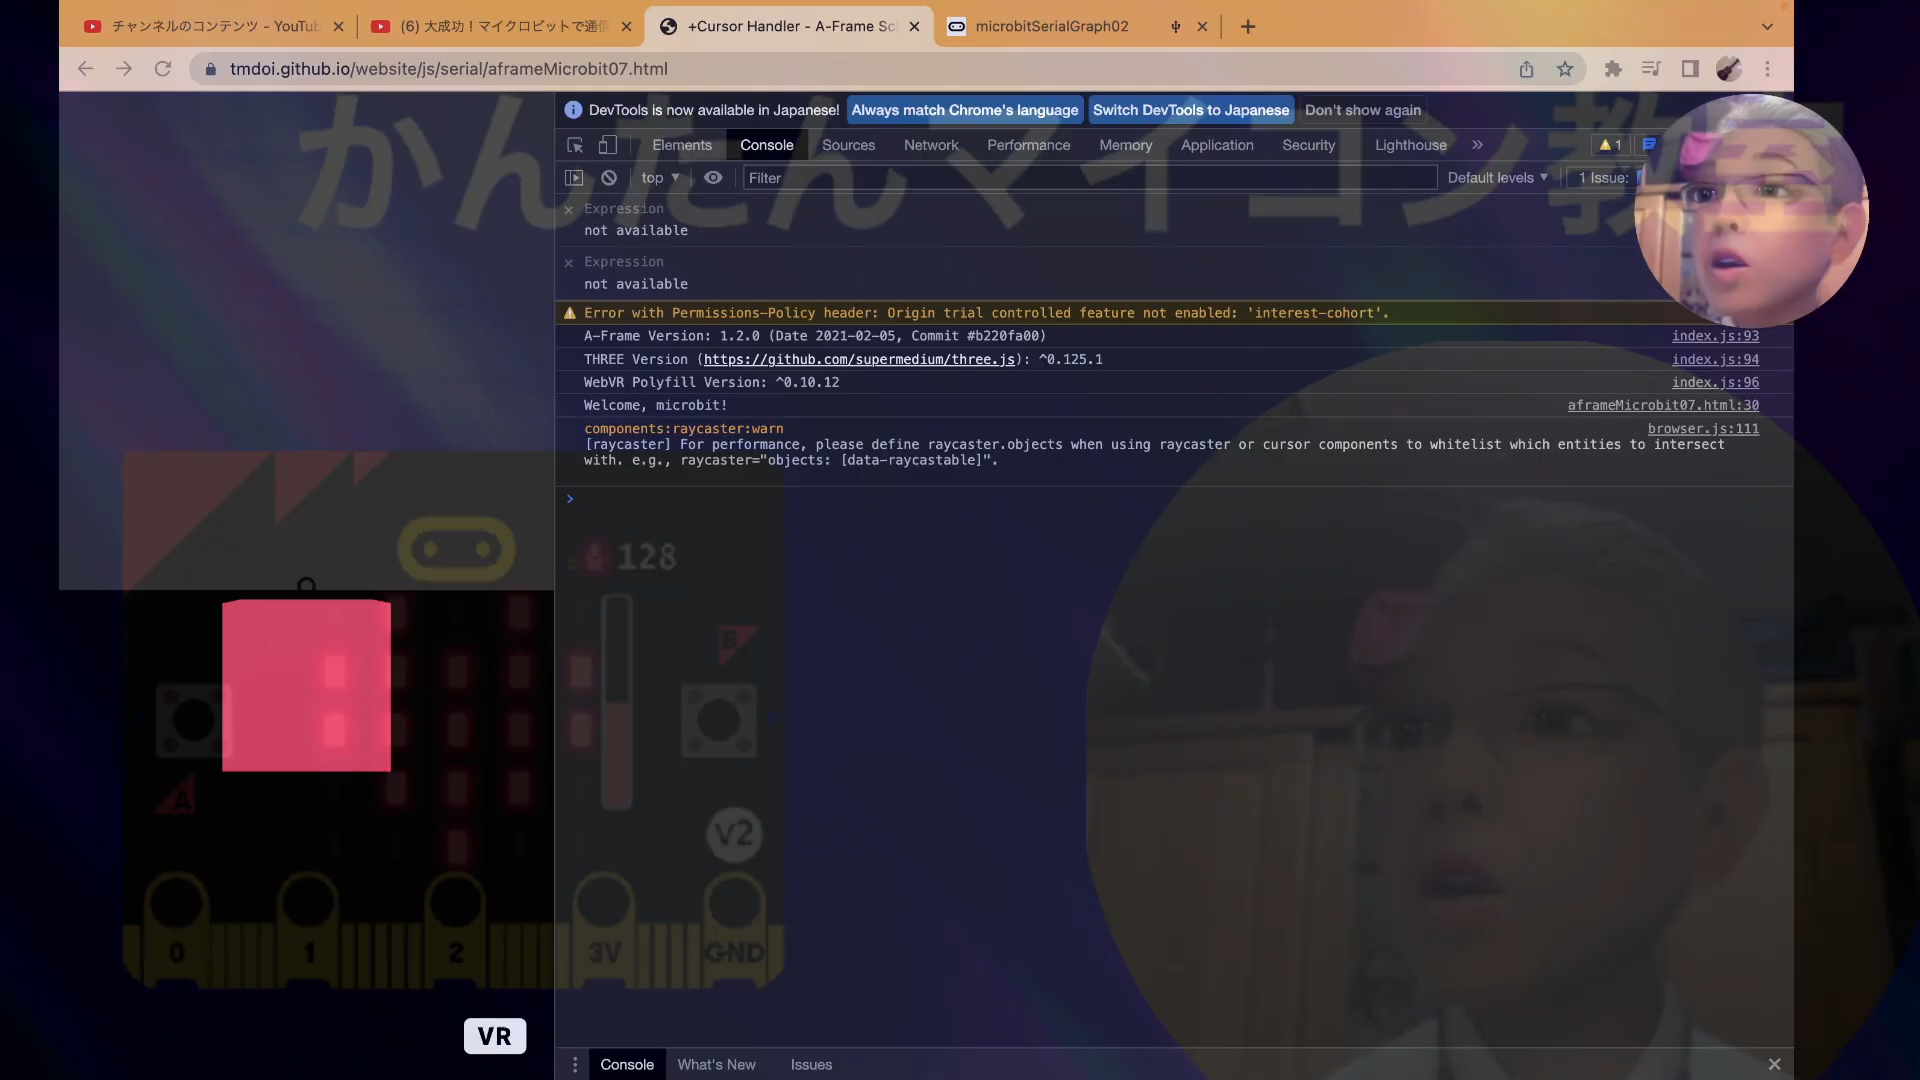 チャンネルのコンテンツ - YouTub
(6) 大成功！マイクロビットで通信
+Cursor Handler - A-Frame Sc
microbitSerialGraph02
tmdoi.github.io/website/js/serial/aframeMicrobit07.html
DevTools is now available in Japanese! Always match Chrome's language Switch DevTools to Japanese Don't show again
かんたんマイコン教室
Elements Console Sources Network Performance Memory Application Security Lighthouse » 1
top Filter Default levels 1 Issue:
Expression
not available
Expression
not available
Error with Permissions-Policy header: Origin trial controlled feature not enabled: 'interest-cohort'.
A-Frame Version: 1.2.0 (Date 2021-02-05, Commit #b220fa00) index.js:93
THREE Version (https://github.com/supermedium/three.js): ^0.125.1 index.js:94
WebVR Polyfill Version: ^0.10.12 index.js:96
Welcome, microbit! aframeMicrobit07.html:30
components:raycaster:warn browser.js:111
[raycaster] For performance, please define raycaster.objects when using raycaster or cursor components to whitelist which entities to intersect
with. e.g., raycaster="objects: [data-raycastable]".
128
B
A
V2
0 1 2 3V GND
VR
Console What's New Issues